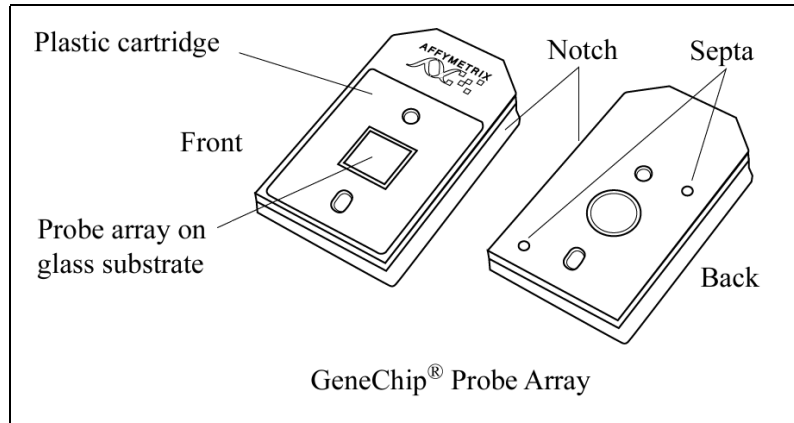 Plastic cartridge
AFFYMETRIX
Notch
Septa
Front
Probe array on
glass substrate
Back
GeneChip® Probe Array